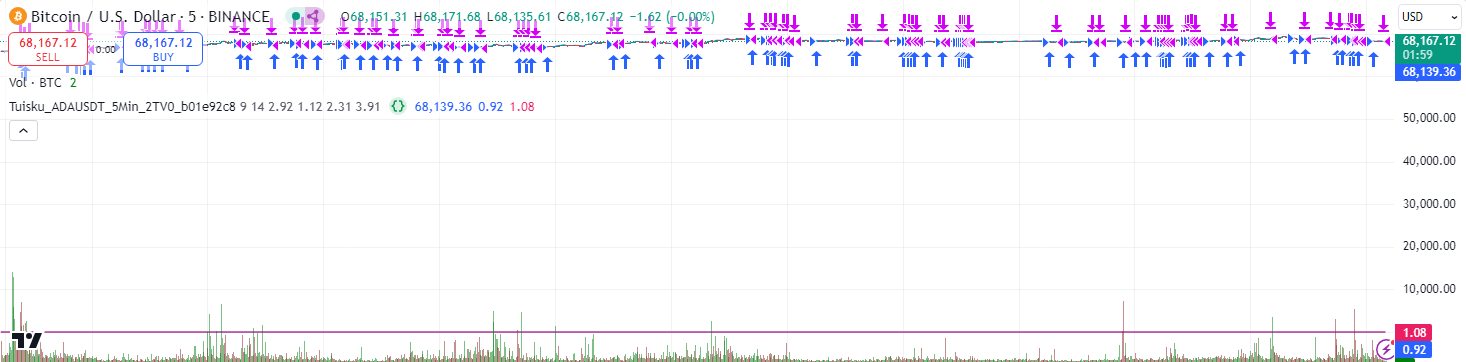 Bitcoin / U.S. Dollar · 5 · BINANCE O68,151.31 H68,171.68 L68,135.61 C68,167.12 −1.62 (−0.00%)
USD
68,167.12
SELL
0.00
68,167.12
BUY
68,167.12
01:59
68,139.36
Vol · BTC 2
Tuisku_ADAUSDT_5Min_2TV0_b01e92c8 9 14 2.92 1.12 2.31 3.91 {} 68,139.36 0.92 1.08
50,000.00
40,000.00
30,000.00
20,000.00
10,000.00
1.08
0.92